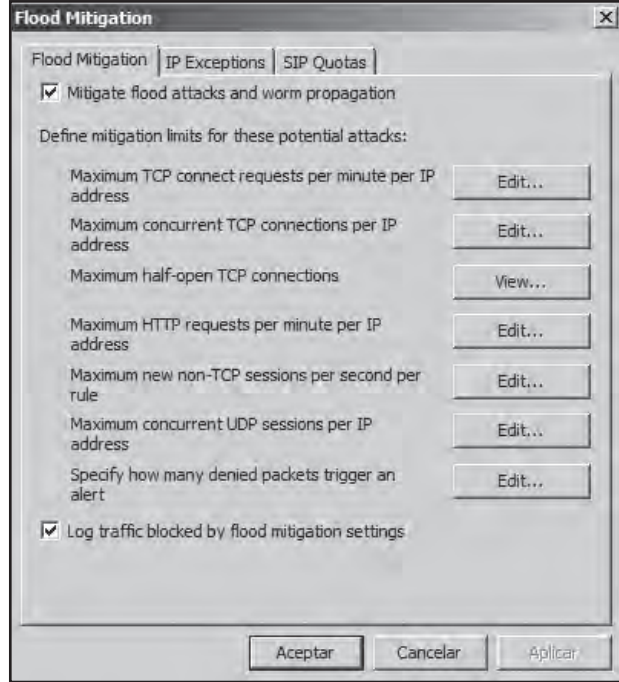 Flood Mitigation
Flood Mitigation
IP Exceptions
SIP Quotas
Mitigate flood attacks and worm propagation
Define mitigation limits for these potential attacks:
Maximum TCP connect requests per minute per IP
address
Edit...
Maximum concurrent TCP connections per IP
address
Edit...
Maximum half-open TCP connections
View...
Maximum HTTP requests per minute per IP
address
Edit...
Maximum new non-TCP sessions per second per
rule
Edit...
Maximum concurrent UDP sessions per IP
address
Edit...
Specify how many denied packets trigger an
alert
Edit...
Log traffic blocked by flood mitigation settings
Aceptar
Cancelar
Aplicar